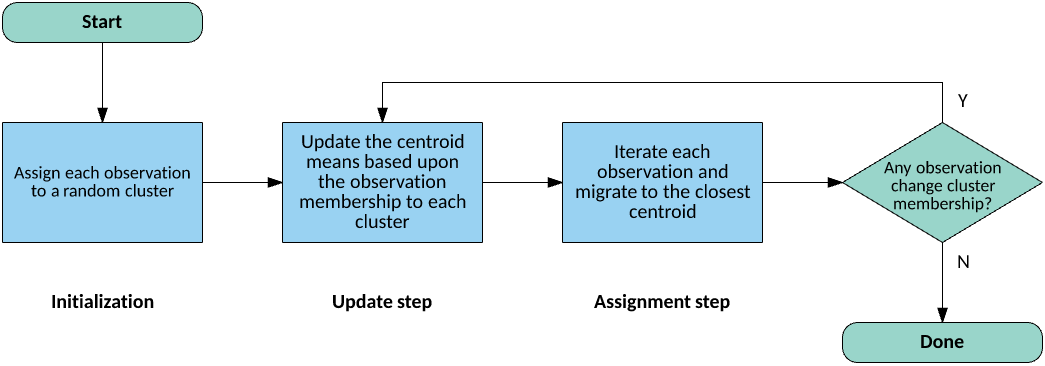 Start
Assign each observation
to a random cluster
Update the centroid
means based upon
the observation
membership to each
cluster
Iterate each
observation and
migrate to the closest
centroid
Any observation
change cluster
membership?
Y
N
Initialization
Update step
Assignment step
Done